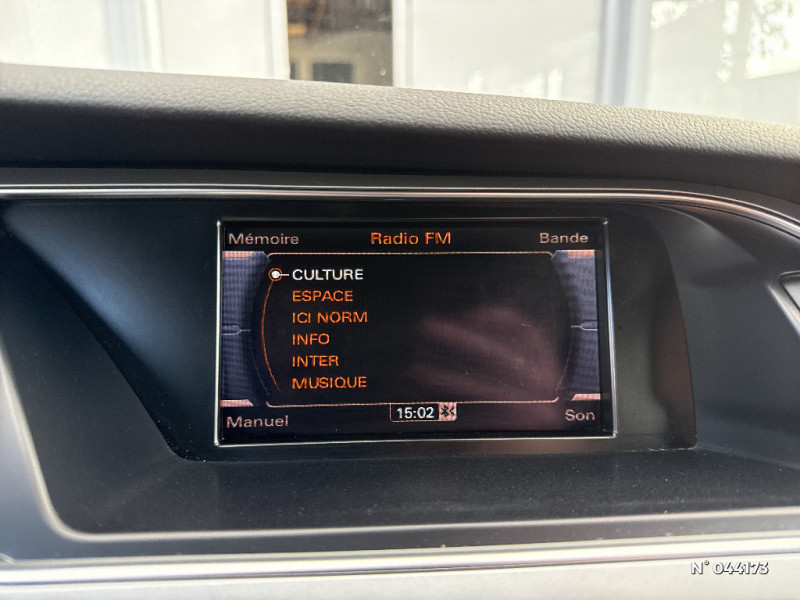 Mémoire Radio FM Bande
CULTURE
ESPACE
ICI NORM
INFO
INTER
MUSIQUE
Manuel 15:02 Son
N° 044173